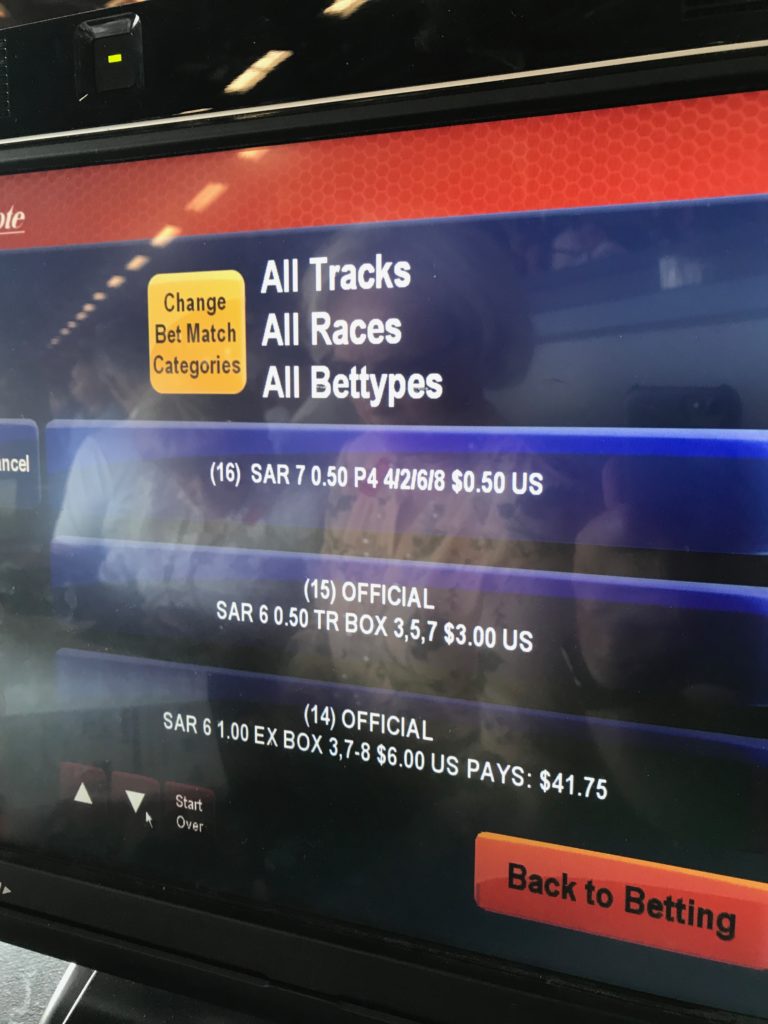 All Tracks
All Races
All Bettypes
Change
Bet Match
Categories
(16) SAR 7 0.50 P4 4/2/6/8 $0.50 US
(15) OFFICIAL
SAR 6 0.50 TR BOX 3,5,7 $3.00 US
(14) OFFICIAL
SAR 6 1.00 EX BOX 3,7-8 $6.00 US PAYS: $41.75
Start
Over
Back to Betting